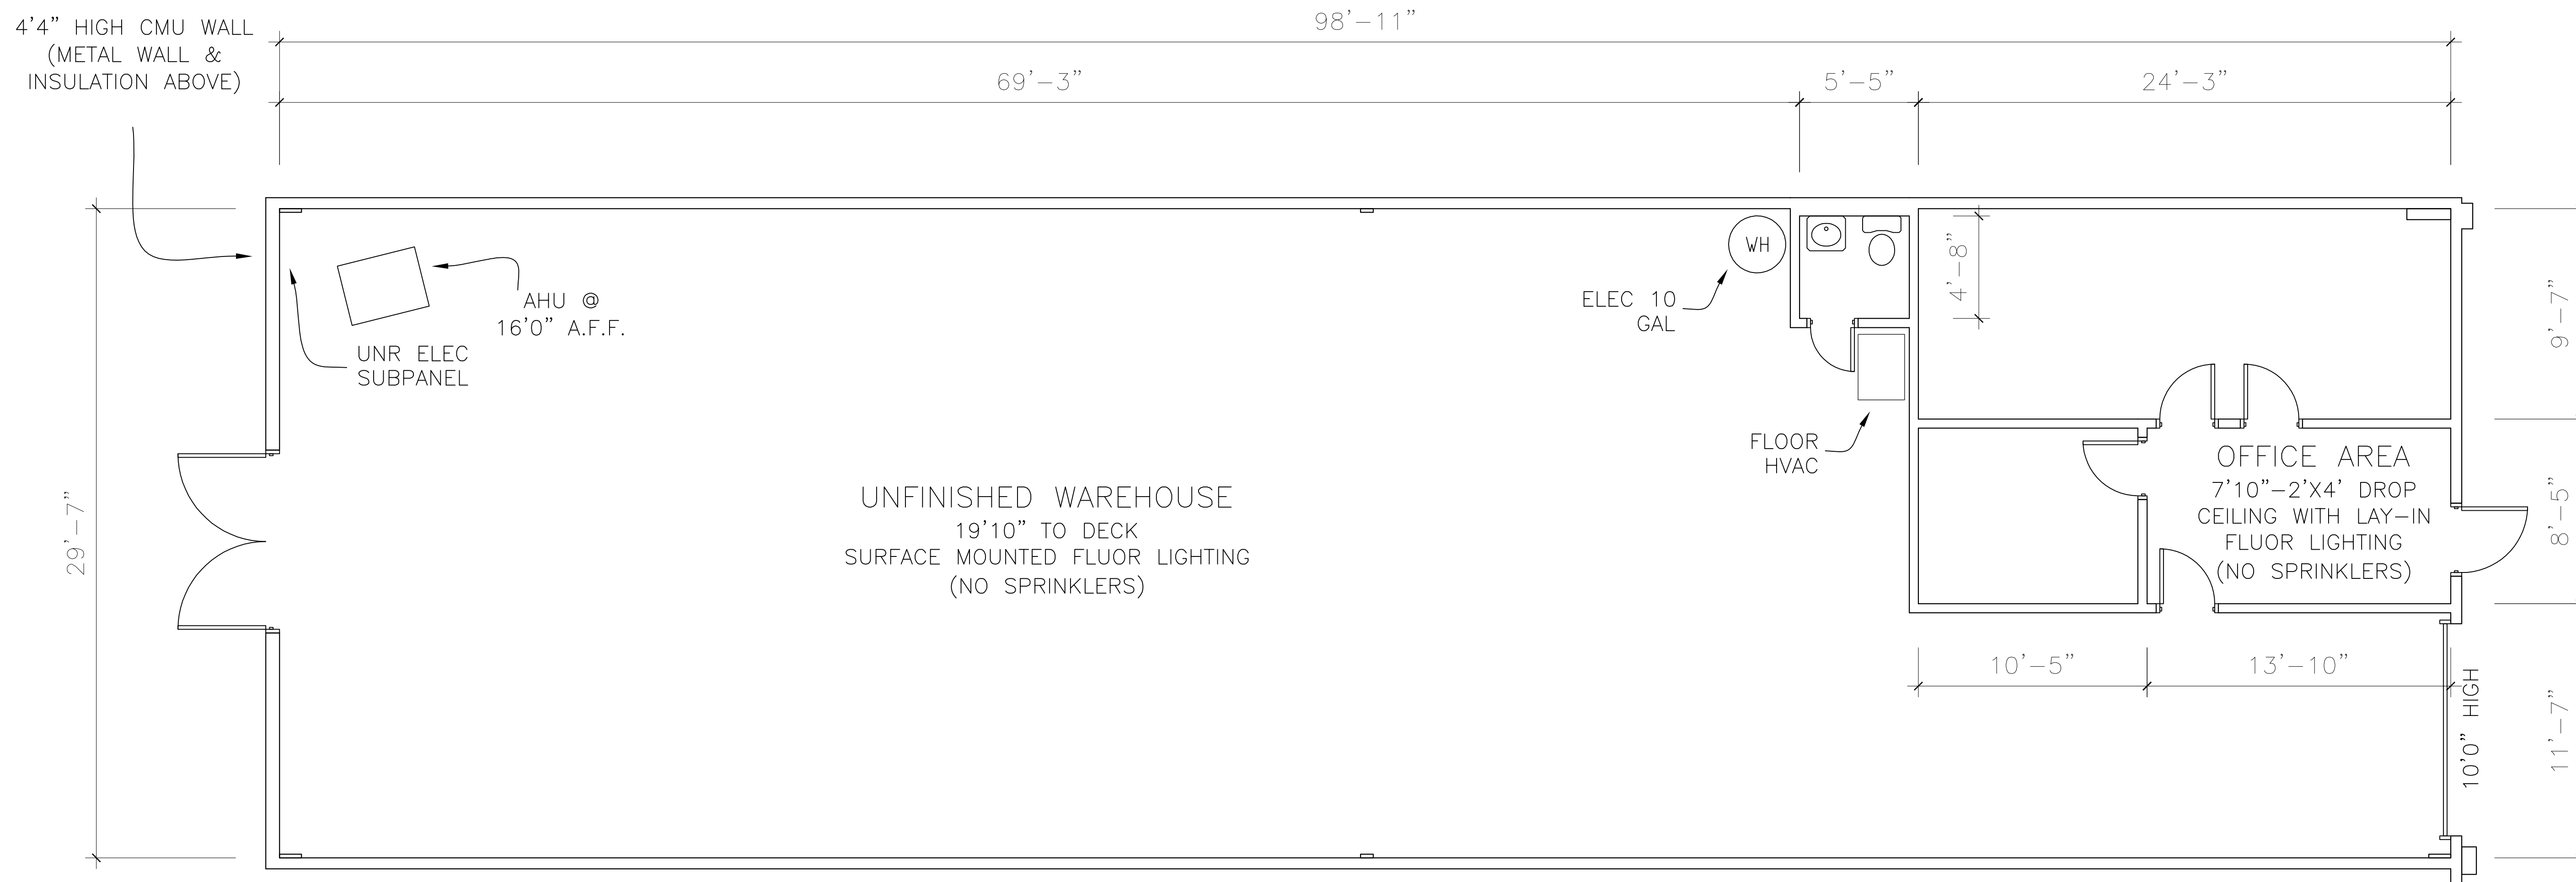 4'4" HIGH CMU WALL
(METAL WALL &
INSULATION ABOVE)
98'-11"
69'-3"
5'-5"
24'-3"
29'-7"
AHU @
16'0" A.F.F.
UNR ELEC
SUBPANEL
WH
ELEC 10
GAL
4'-8"
FLOOR
HVAC
UNFINISHED WAREHOUSE
19'10" TO DECK
SURFACE MOUNTED FLUOR LIGHTING
(NO SPRINKLERS)
OFFICE AREA
7'10"-2'X4' DROP
CEILING WITH LAY-IN
FLUOR LIGHTING
(NO SPRINKLERS)
9'-7"
8'-5"
10'-5"
13'-10"
10'0" HIGH
11'-7"